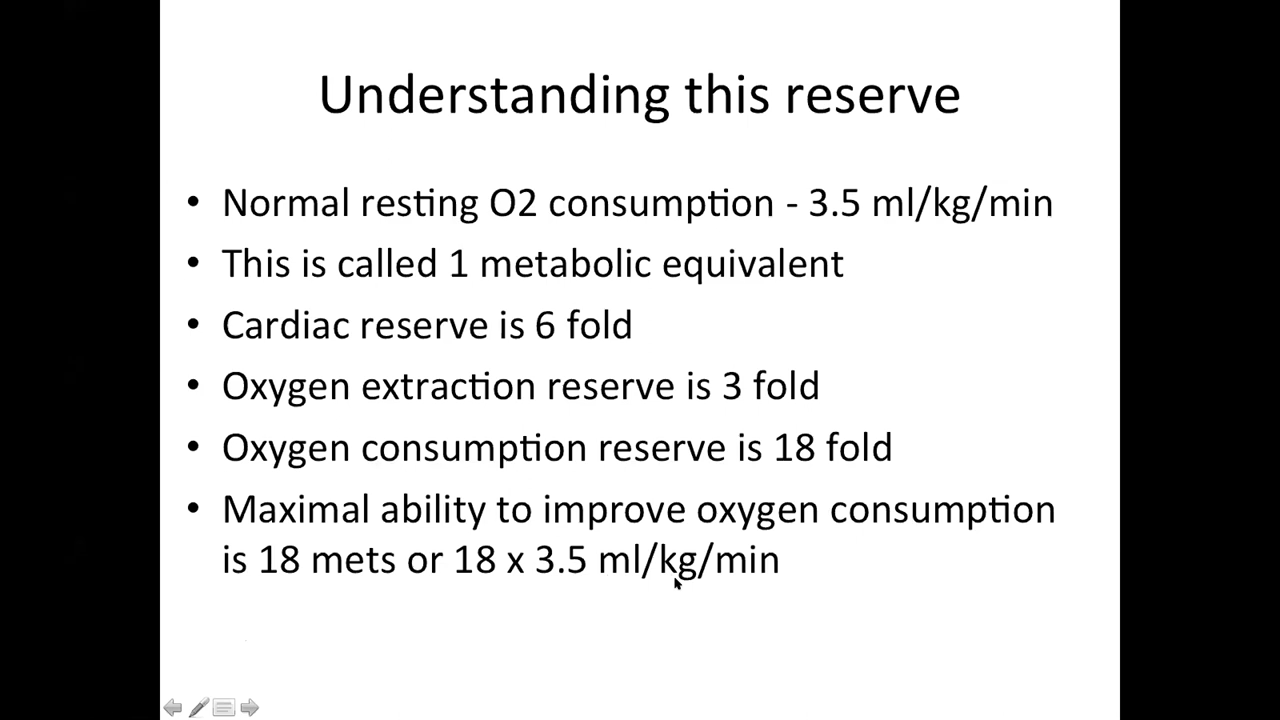 Understanding this reserve
• Normal resting O2 consumption - 3.5 ml/kg/min
• This is called 1 metabolic equivalent
• Cardiac reserve is 6 fold
• Oxygen extraction reserve is 3 fold
• Oxygen consumption reserve is 18 fold
• Maximal ability to improve oxygen consumption
is 18 mets or 18 x 3.5 ml/kg/min